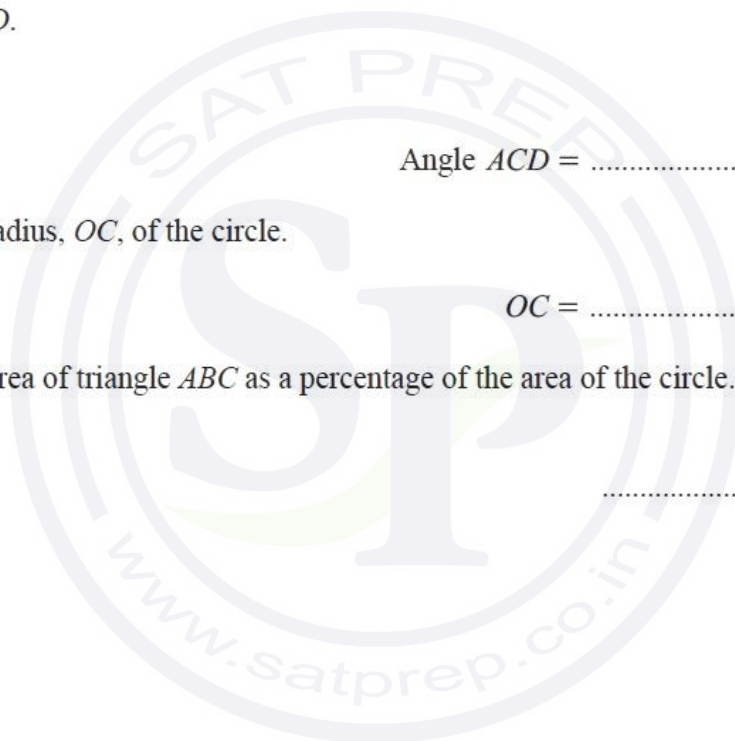 D.
SAT PREP
Angle ACD = ....................
adius, OC, of the circle.
OC = ....................
SP
rea of triangle ABC as a percentage of the area of the circle.
....................
www.satprep.co.in